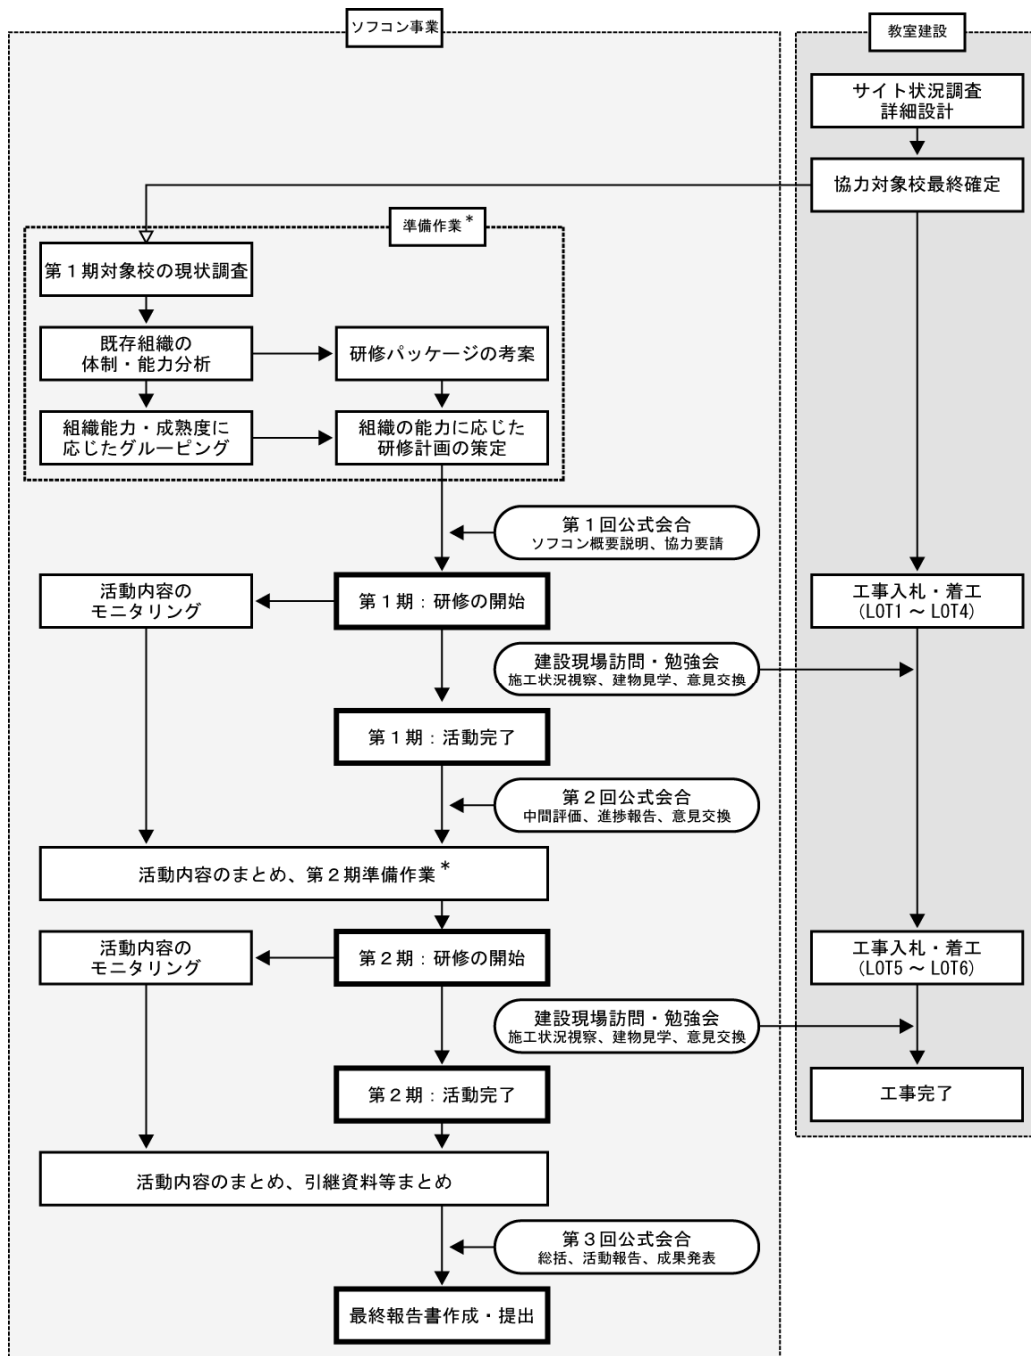 ソフコン事業
教室建設
サイト状況調査
詳細設計
協力対象校最終確定
準備作業*
第1期対象校の現状調査
既存組織の
体制・能力分析
研修パッケージの考案
組織能力・成熟度に
応じたグルーピング
組織の能力に応じた
研修計画の策定
第1回公式会合
ソフコン概要説明、協力要請
活動内容の
モニタリング
第1期:研修の開始
工事入札・着工
(LOT1 ~ LOT4)
建設現場訪問・勉強会
施工状況視察、建物見学、意見交換
第1期:活動完了
第2回公式会合
中間評価、進捗報告、意見交換
活動内容のまとめ、第2期準備作業*
活動内容の
モニタリング
第2期:研修の開始
工事入札・着工
(LOT5 ~ LOT6)
建設現場訪問・勉強会
施工状況視察、建物見学、意見交換
第2期:活動完了
工事完了
活動内容のまとめ、引継資料等まとめ
第3回公式会合
総括、活動報告、成果発表
最終報告書作成・提出